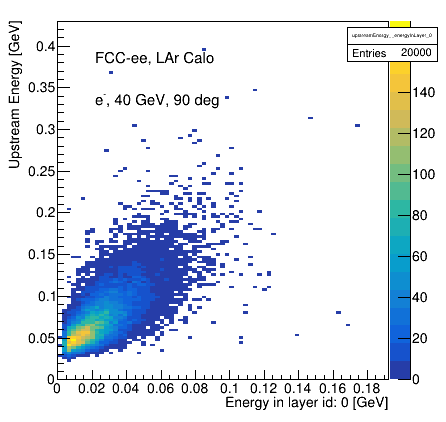 Upstream Energy [GeV]
0.4
0.35
0.3
0.25
0.2
0.15
0.1
0.05
0
FCC-ee, LAr Calo
e-, 40 GeV, 90 deg
upstreamEnergy_energyInLayer_0
Entries 20000
140
120
100
80
60
40
20
0
0 0.02 0.04 0.06 0.08 0.1 0.12 0.14 0.16 0.18
Energy in layer id: 0 [GeV]